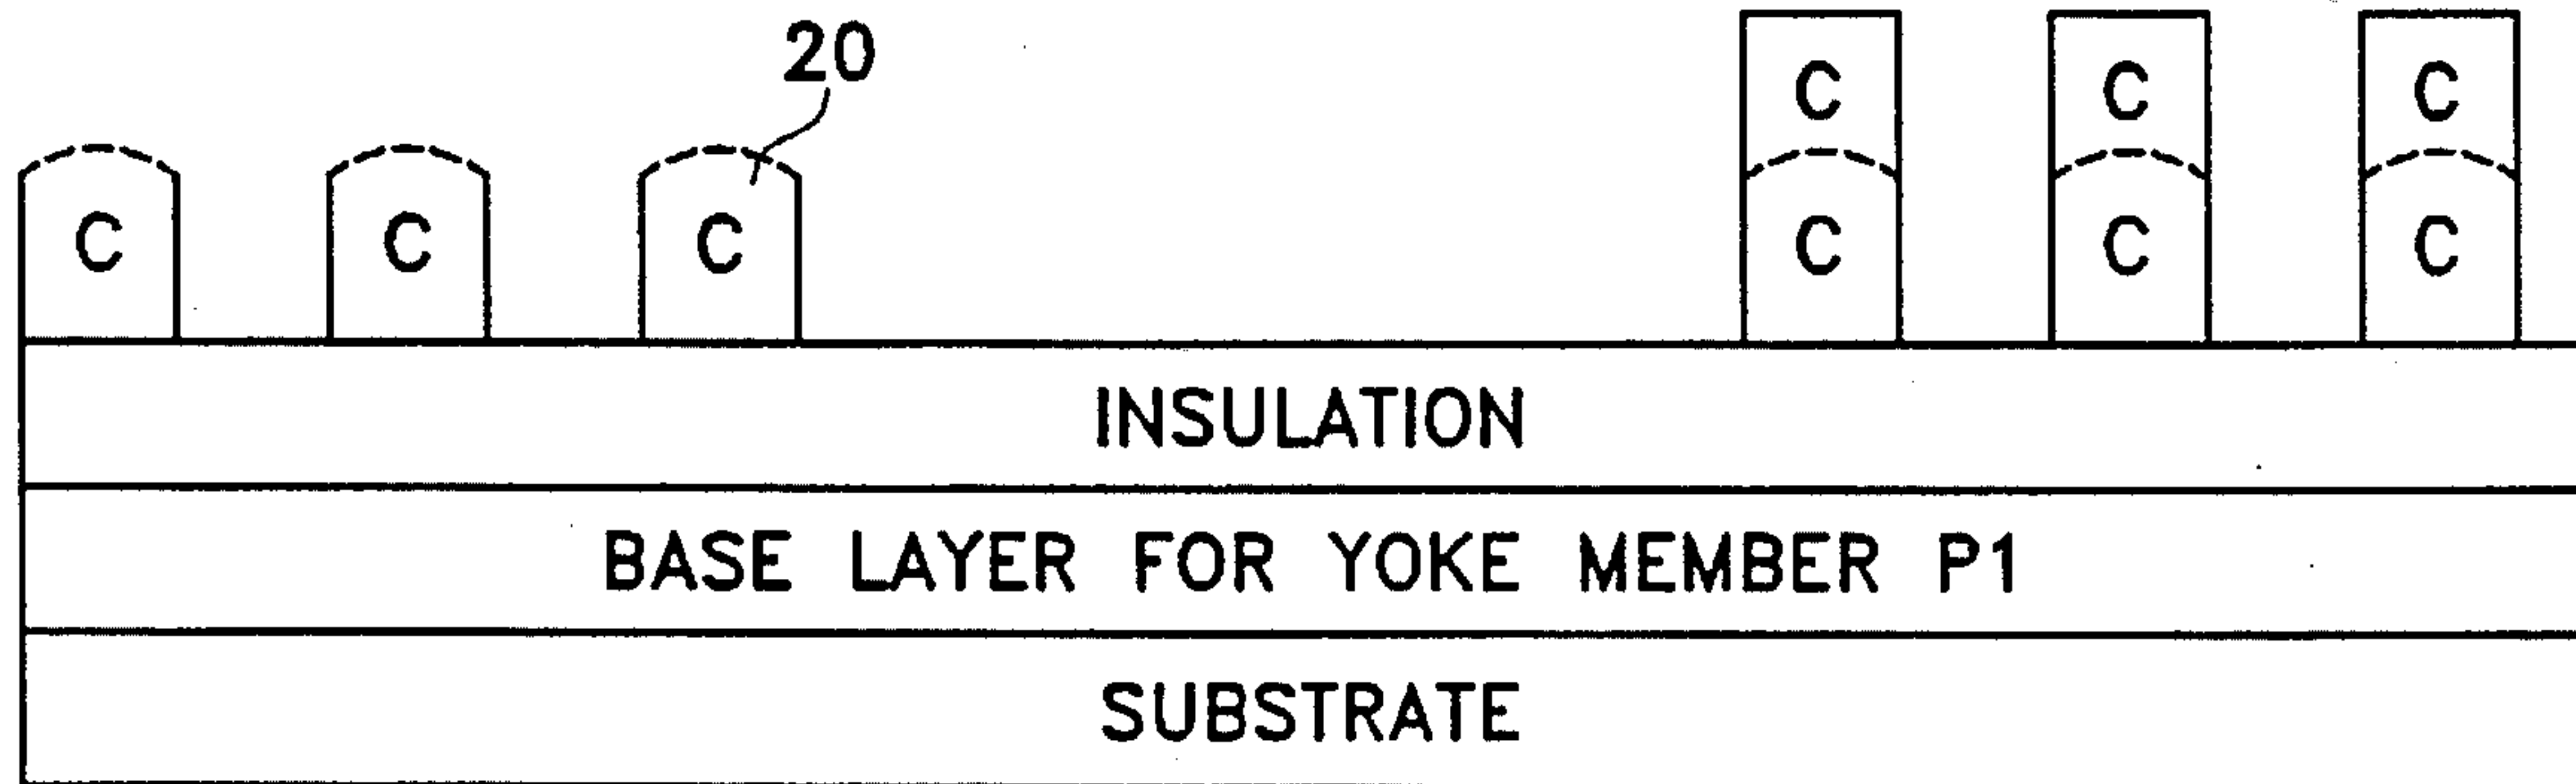 20
C C C
C C C C C C
INSULATION
BASE LAYER FOR YOKE MEMBER P1
SUBSTRATE